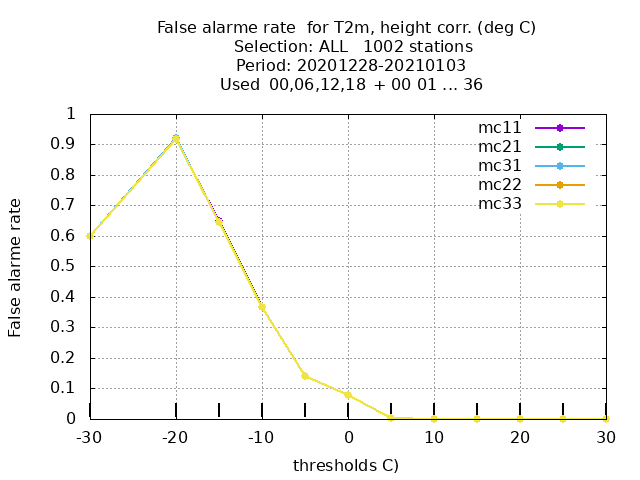 False alarme rate  for T2m, height corr. (deg C)
Selection: ALL   1002 stations
Period: 20201228-20210103
Used  00,06,12,18  + 00 01 ... 36
mc11
mc21
mc31
mc22
mc33
False alarme rate
1
0.9
0.8
0.7
0.6
0.5
0.4
0.3
0.2
0.1
0
-30 -20 -10 0 10 20 30
thresholds C)